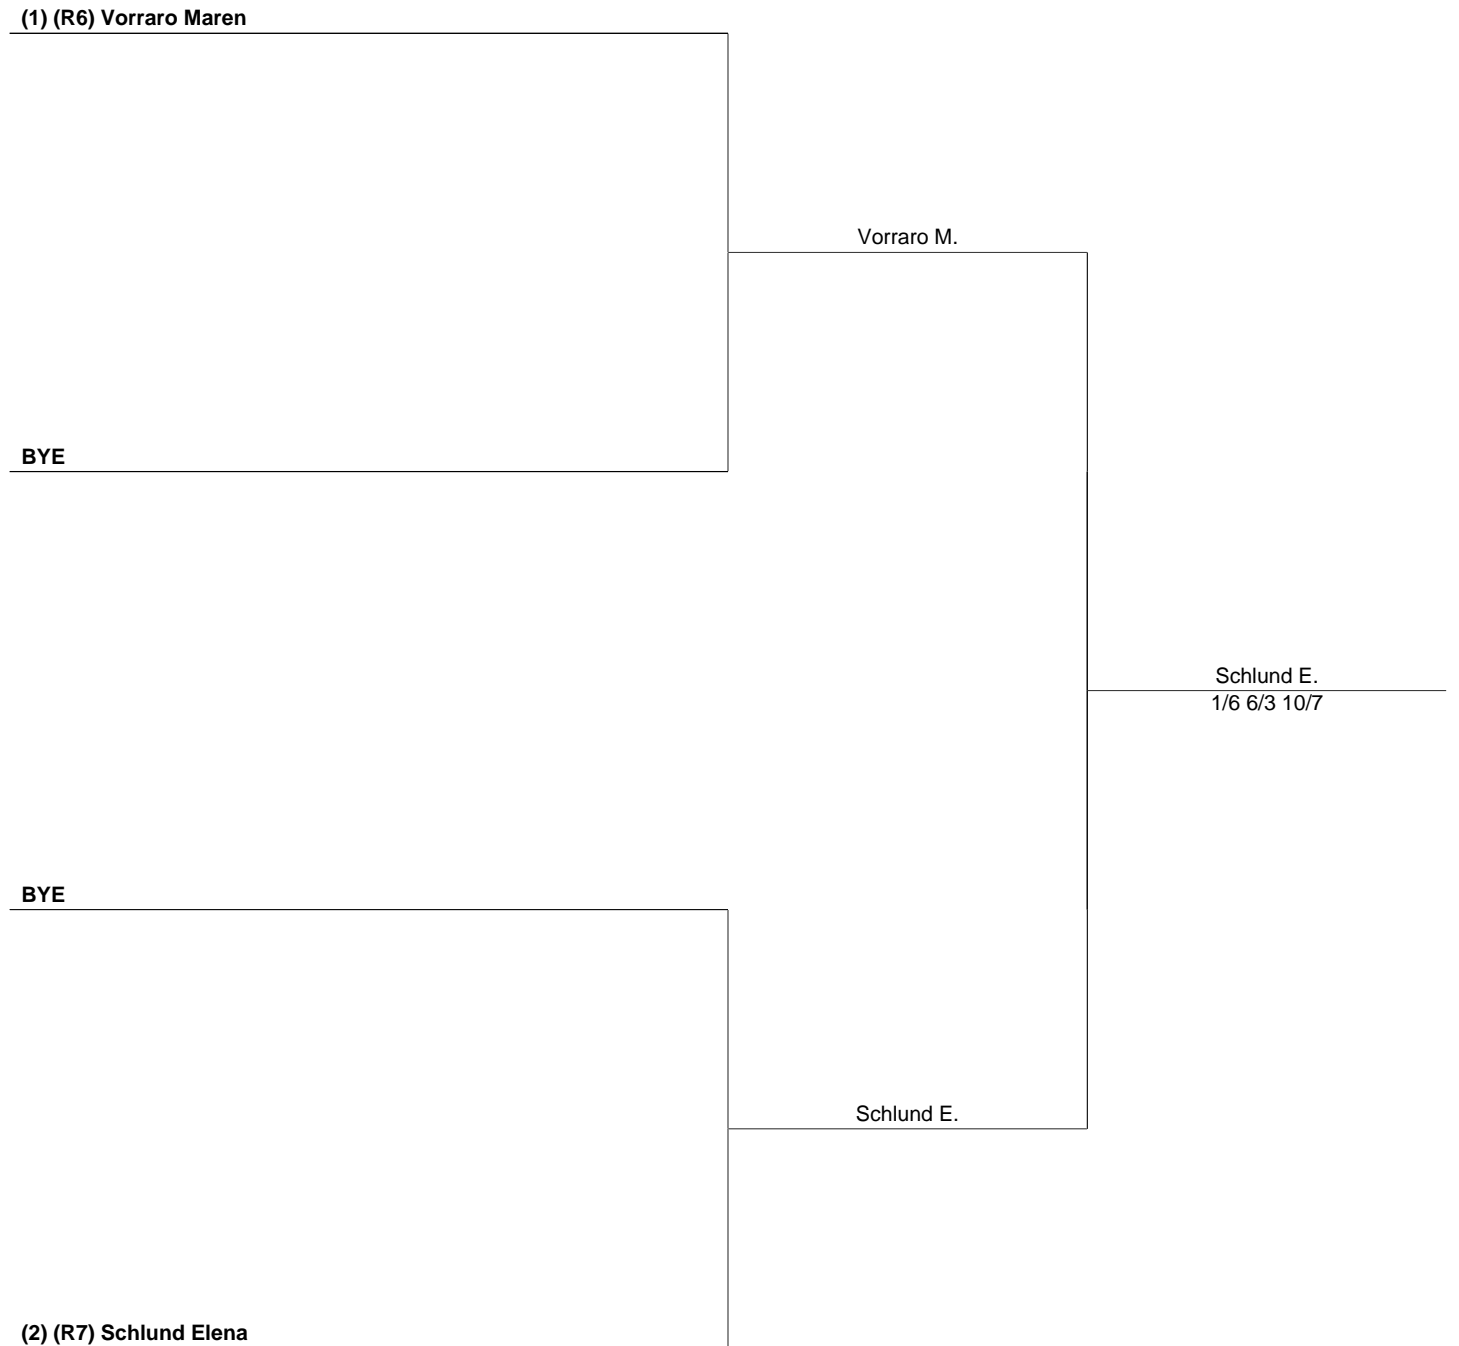 (1) (R6) Vorraro Maren
Vorraro M.
BYE
Schlund E.
1/6 6/3 10/7
BYE
Schlund E.
(2) (R7) Schlund Elena